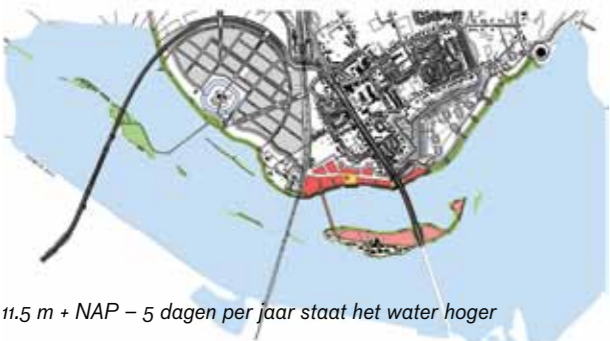 11.5 m + NAP – 5 dagen per jaar staat het water hoger